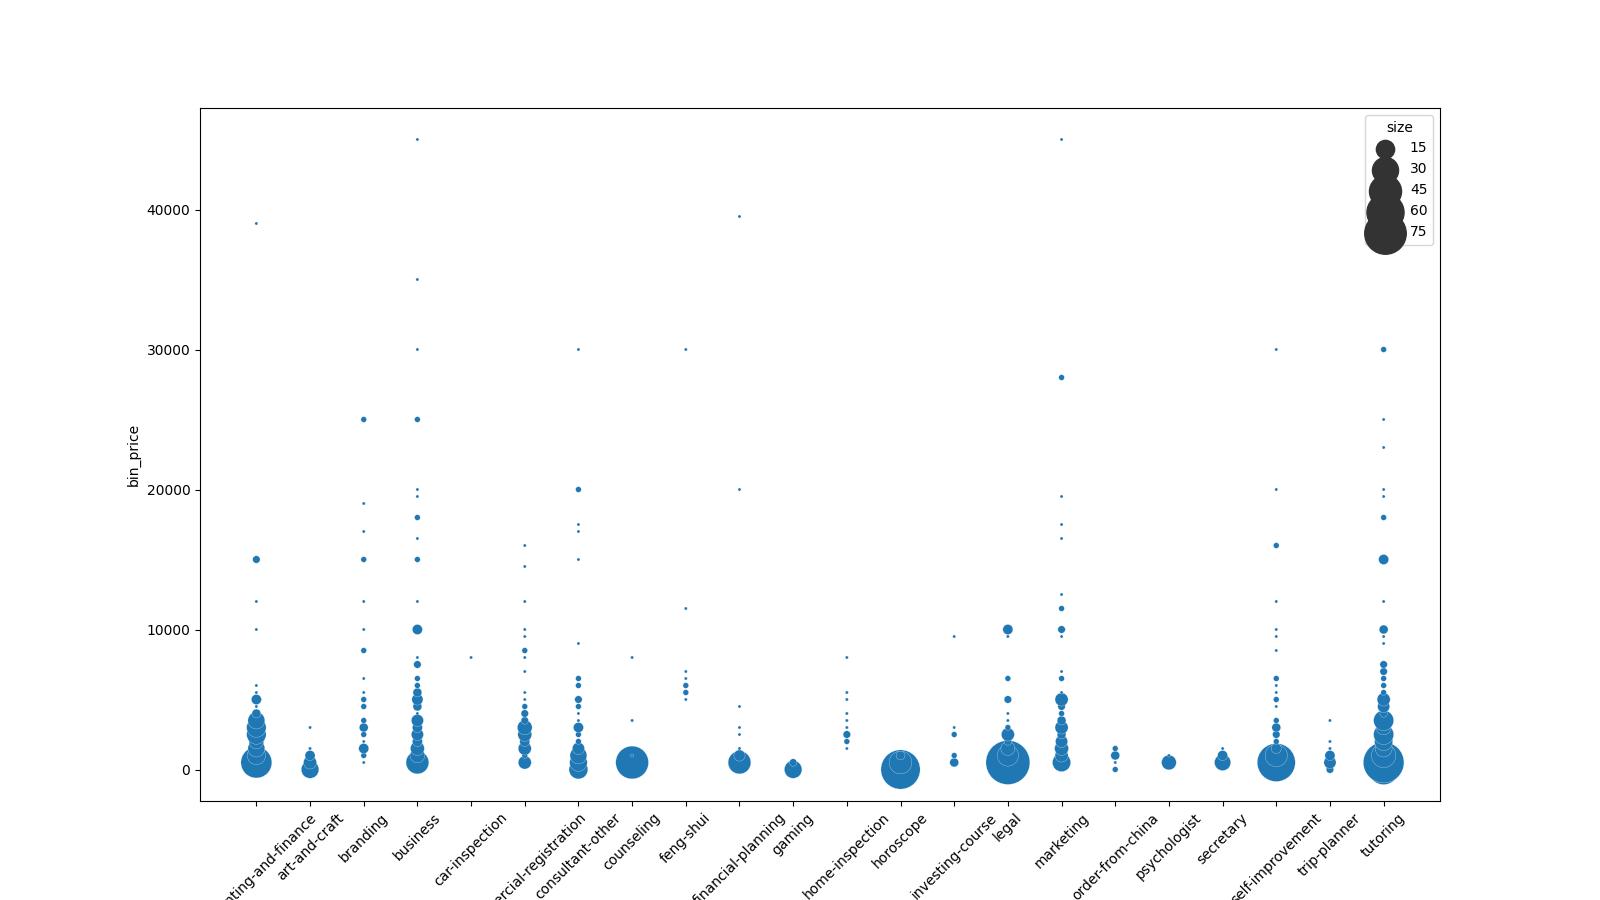 size
15
30
45
60
75
bin_price
40000
30000
20000
10000
0
art-and-craft
branding
business
car-inspection
consultant-other
counseling
feng-shui
financial-planning
gaming
home-inspection
horoscope
investing-course
legal
marketing
order-from-china
psychologist
secretary
self-improvement
trip-planner
tutoring